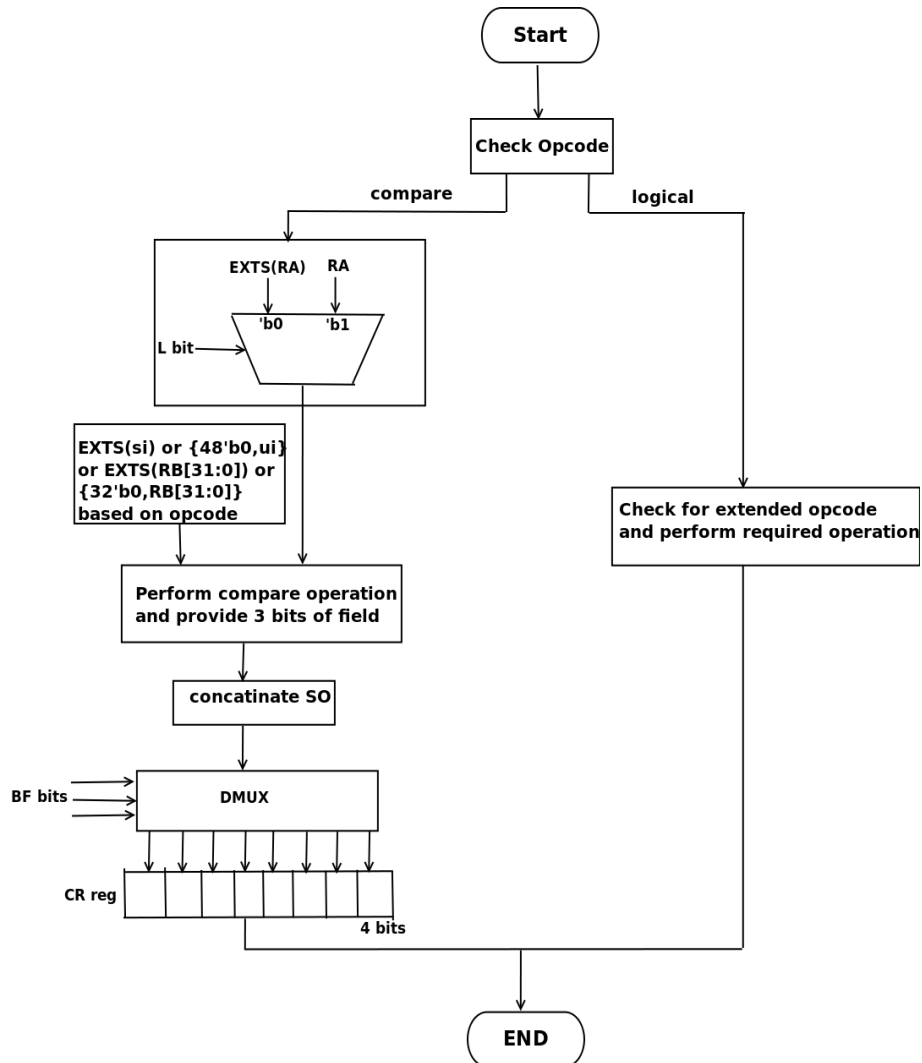 Start
Check Opcode
compare
logical
EXTS(RA)
RA
'b0
'b1
L bit
EXTS(si) or {48'b0,ui}
or EXTS(RB[31:0]) or
{32'b0,RB[31:0]}
based on opcode
Check for extended opcode
and perform required operation
Perform compare operation
and provide 3 bits of field
concatinate SO
BF bits
DMUX
CR reg
4 bits
END